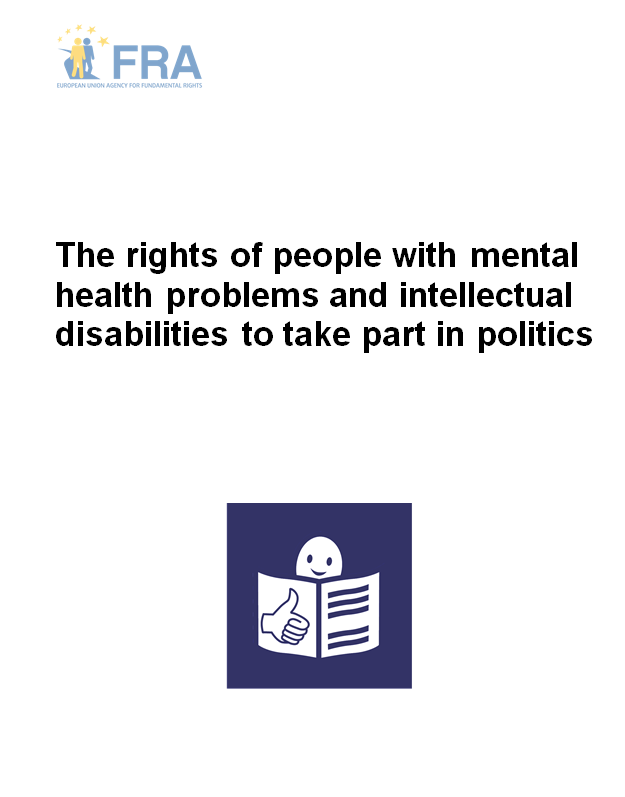 FRA
EUROPEAN UNION AGENCY FOR FUNDAMENTAL RIGHTS
The rights of people with mental
health problems and intellectual
disabilities to take part in politics